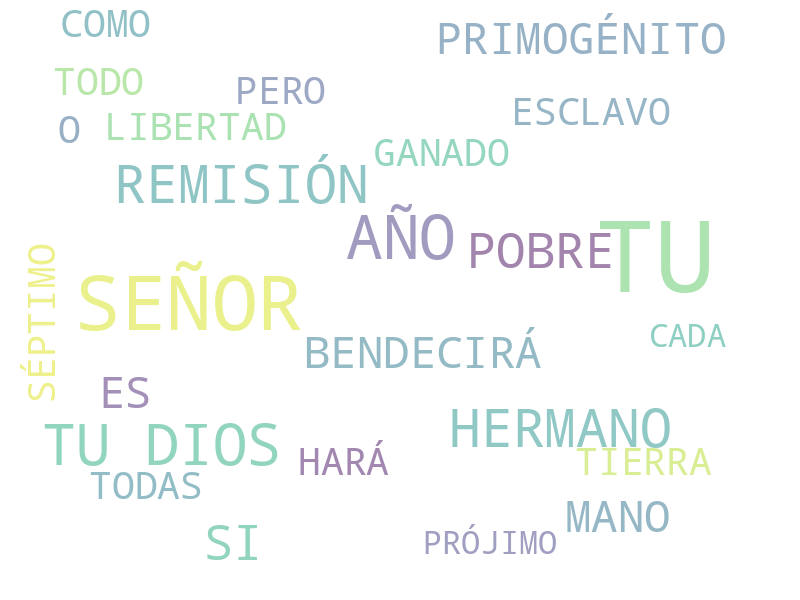 COMO
PRIMOGÉNITO
TODO
PERO
ESCLAVO
O
LIBERTAD
GANADO
REMISIÓN
AÑO
POBRE
TU
SÉPTIMO
SEÑOR
CADA
BENDECIRÁ
ES
HERMANO
TU DIOS
HARÁ
TIERRA
TODAS
MANO
SI
PRÓJIMO